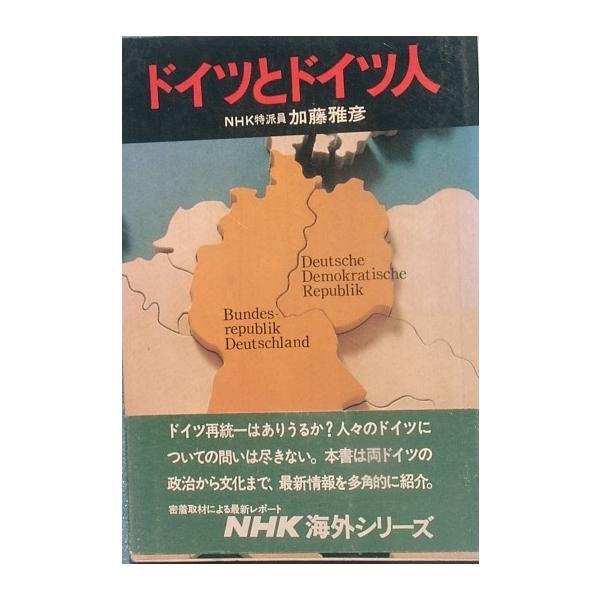 ドイツとドイツ人
NHK特派員 加藤雅彦
Deutsche
Demokratische
Republik
Bundes-
republik
Deutschland
ドイツ再統一はありうるか?人々のドイツに
ついての問いは尽きない。本書は両ドイツの
政治から文化まで、最新情報を多角的に紹介。
密着取材による最新レポート
NHK 海外シリーズ